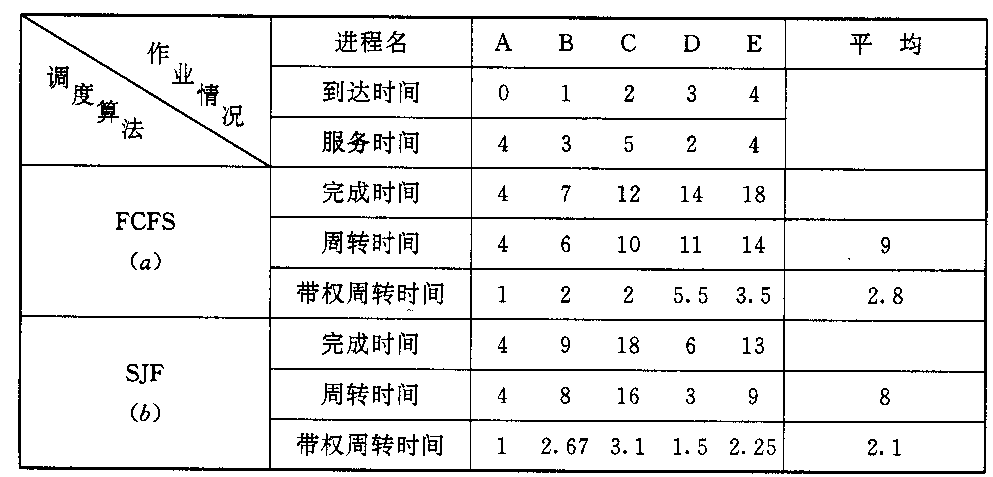 作业情况
调度算法
进程名 A B C D E 平均
到达时间 0 1 2 3 4
服务时间 4 3 5 2 4
FCFS
(a)
完成时间 4 7 12 14 18
周转时间 4 6 10 11 14 9
带权周转时间 1 2 2 5.5 3.5 2.8
SJF
(b)
完成时间 4 9 18 6 13
周转时间 4 8 16 3 9 8
带权周转时间 1 2.67 3.1 1.5 2.25 2.1